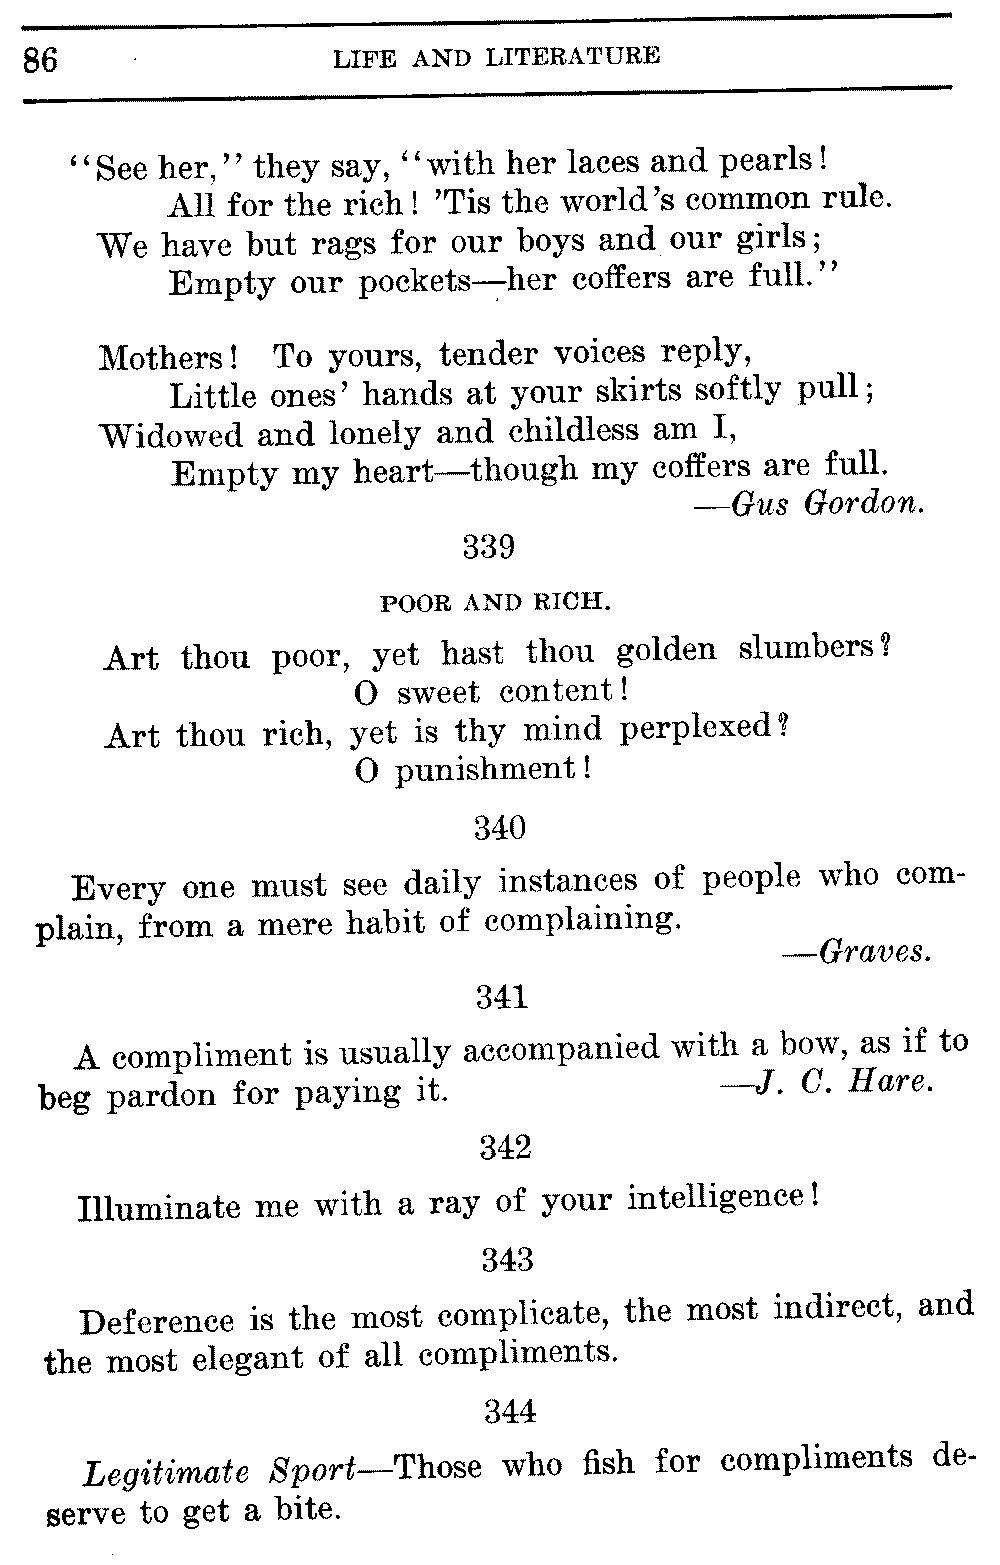 86 LIFE AND LITERATURE
"See her," they say, "with her laces and pearls!
All for the rich! 'Tis the world's common rule.
We have but rags for our boys and our girls;
Empty our pockets—her coffers are full."
Mothers! To yours, tender voices reply,
Little ones' hands at your skirts softly pull;
Widowed and lonely and childless am I,
Empty my heart—though my coffers are full.
—Gus Gordon.
339
POOR AND RICH.
Art thou poor, yet hast thou golden slumbers?
O sweet content!
Art thou rich, yet is thy mind perplexed?
O punishment!
340
Every one must see daily instances of people who com-
plain, from a mere habit of complaining.
—Graves.
341
A compliment is usually accompanied with a bow, as if to
beg pardon for paying it. —J. C. Hare.
342
Illuminate me with a ray of your intelligence!
343
Deference is the most complicate, the most indirect, and
the most elegant of all compliments.
344
Legitimate Sport—Those who fish for compliments de-
serve to get a bite.